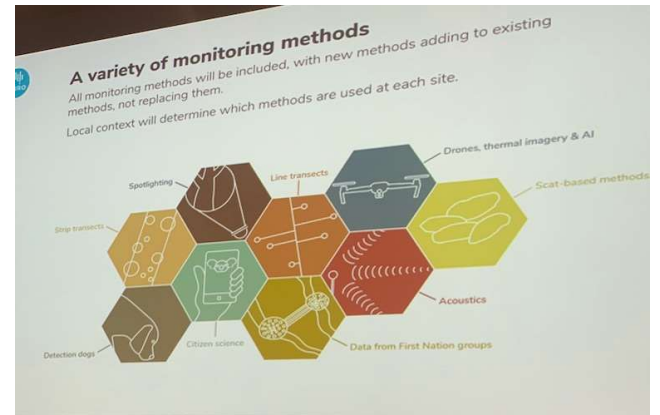 A variety of monitoring methods
All monitoring methods will be included, with new methods adding to existing
methods, not replacing them.
Local context will determine which methods are used at each site.
Drones, thermal imagery & AI
Line transects
Spotlighting
Scat-based methods
Strip transects
Acoustics
Citizen science
Data from First Nation groups
Detection dogs